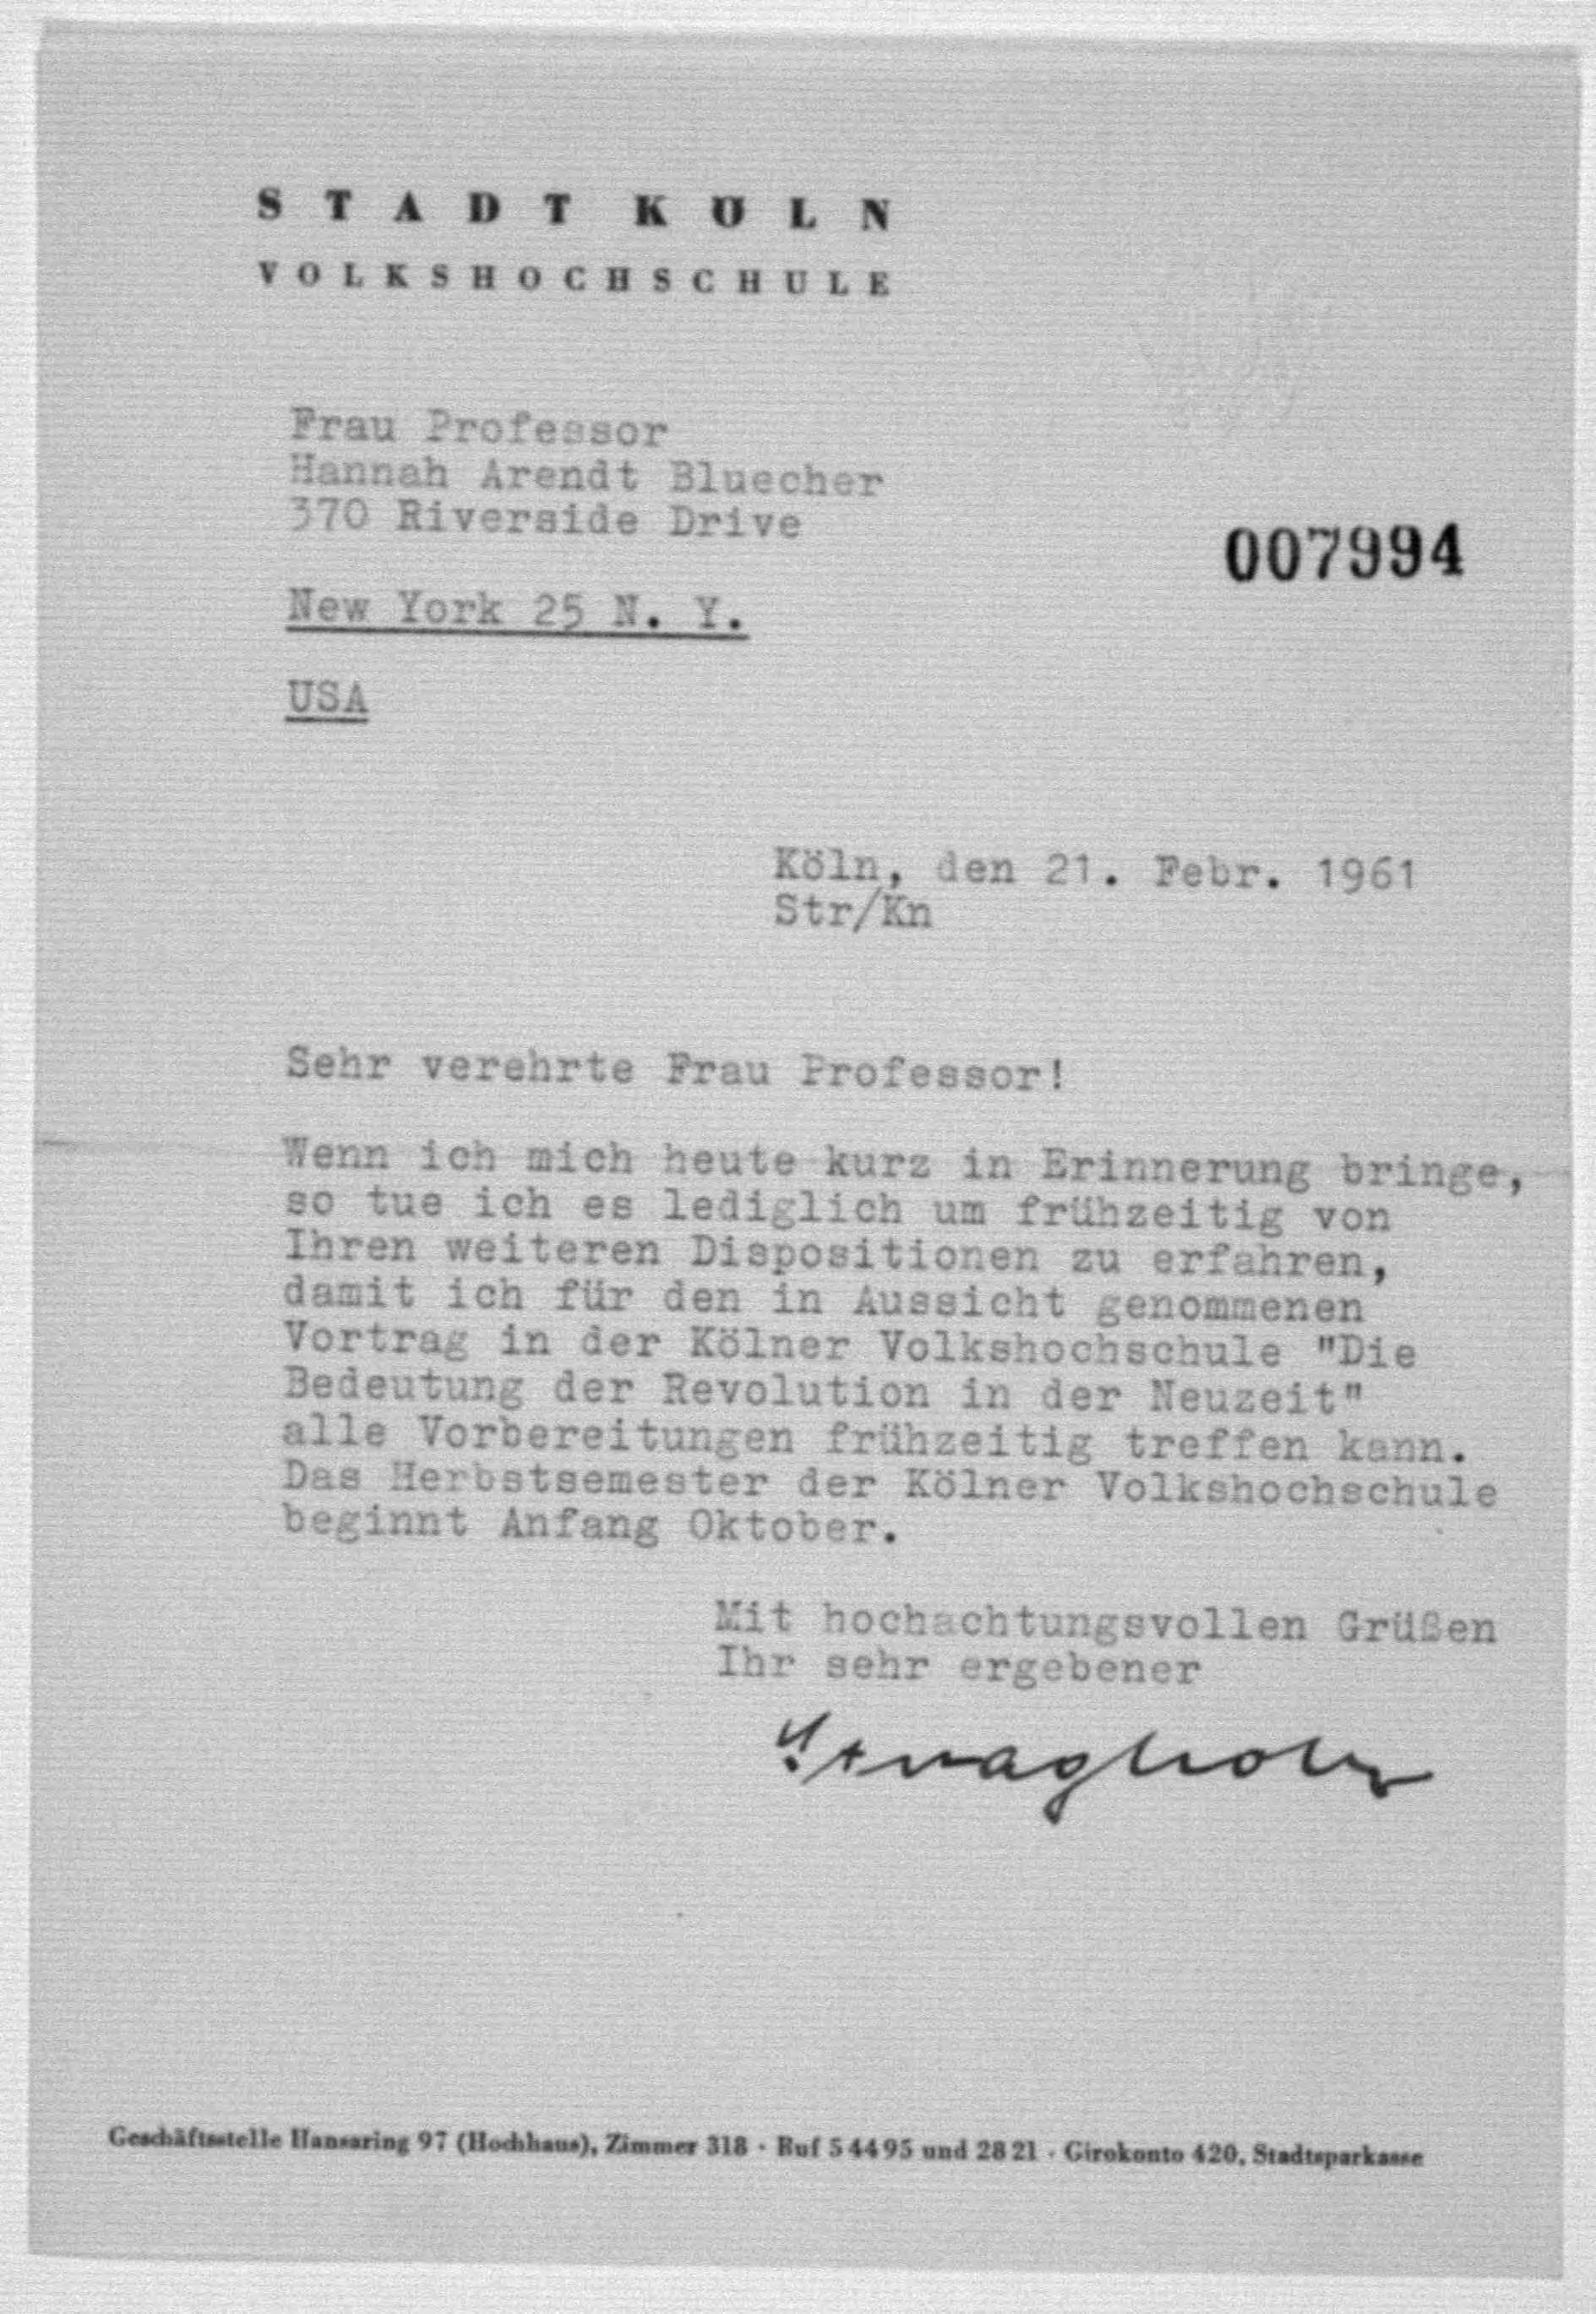 STADT KÖLN
VOLKSHOCHSCHULE
Frau Professor
Hannah Arendt Bluecher
370 Riverside Drive
007994
New York 25 N. Y.
USA
Köln, den 21. Febr. 1961
Str/Kn
Sehr verehrte Frau Professor!
Wenn ich mich heute kurz in Erinnerung bringe,
so tue ich es lediglich um frühzeitig von
Ihren weiteren Dispositionen zu erfahren,
damit ich für den in Aussicht genommenen
Vortrag in der Kölner Volkshochschule "Die
Bedeutung der Revolution in der Neuzeit"
alle Vorbereitungen frühzeitig treffen kann.
Das Herbstsemester der Kölner Volkshochschule
beginnt Anfang Oktober.
Mit hochachtungsvollen Grüßen
Ihr sehr ergebener
Geschäftsstelle Hansaring 97 (Hochhaus), Zimmer 318 · Ruf 5 44 95 und 28 21 · Girokonto 420, Stadtsparkasse